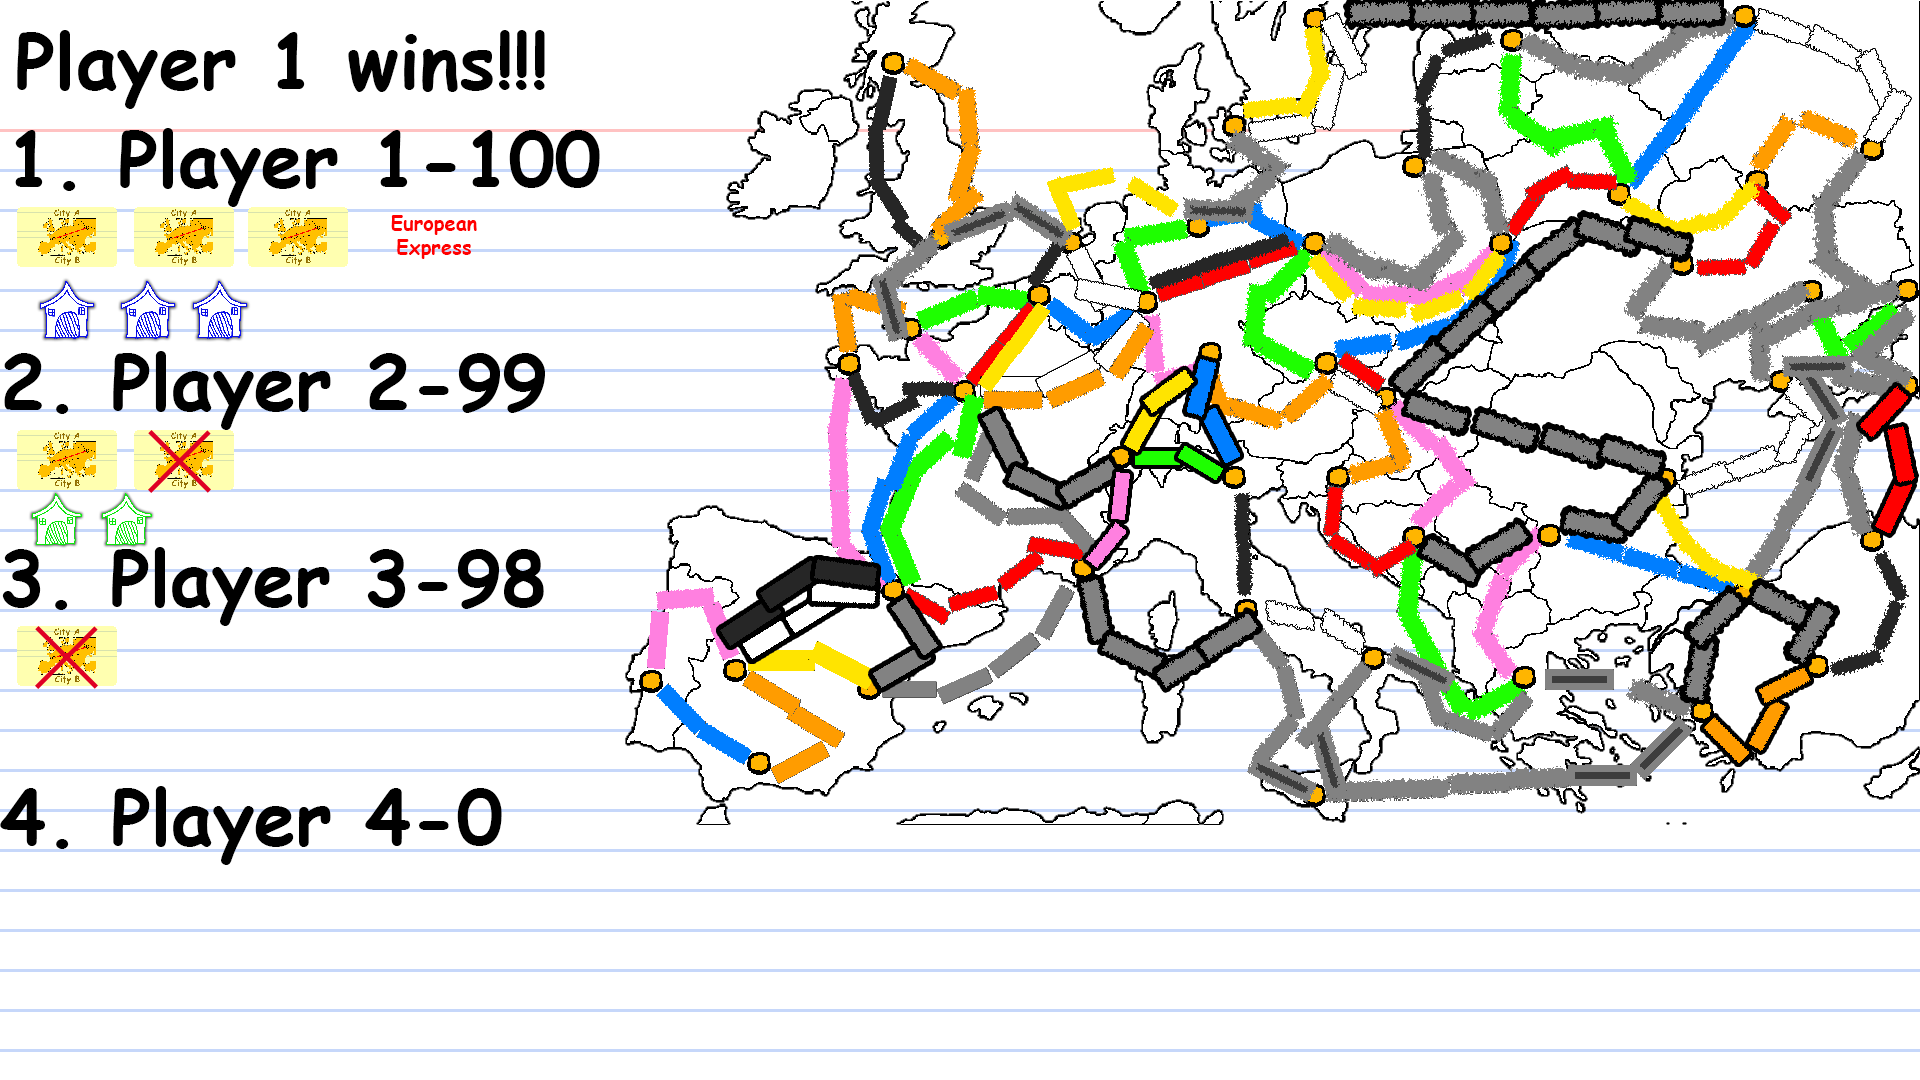 Player 1 wins!!!
1. Player 1-100
City A
City B
City A
City B
City A
City B
European
Express
2. Player 2-99
City A
City B
City A
City B
3. Player 3-98
City A
City B
4. Player 4-0